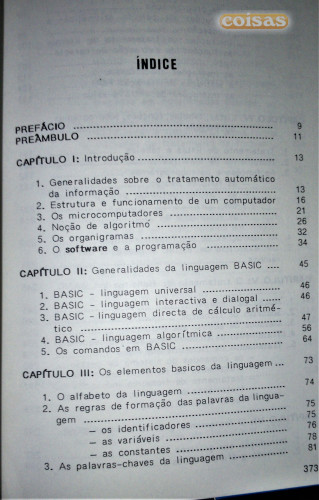 coisas
ÍNDICE
PREFÁCIO ........ 9
PREÂMBULO ........ 11
CAPÍTULO I: Introdução ........ 13
1. Generalidades sobre o tratamento automático
da informação ........ 13
2. Estrutura e funcionamento de um computador 16
3. Os microcomputadores ........ 21
4. Noção de algoritmo ........ 26
5. Os organigramas ........ 32
6. O software e a programação ........ 34
CAPÍTULO II: Generalidades da linguagem BASIC .... 45
1. BASIC - linguagem universal ........ 46
2. BASIC - linguagem interactiva e dialogal ........ 46
3. BASIC - linguagem directa de cálculo aritmé-
tico ........ 47
4. BASIC - linguagem algorítmica ........ 56
5. Os comandos em BASIC ........ 64
CAPÍTULO III: Os elementos basicos da linguagem .... 73
1. O alfabeto da linguagem ........ 74
2. As regras de formação das palavras da lingua-
gem ........ 75
- os identificadores ........ 75
- as variáveis ........ 76
- as constantes ........ 78
3. As palavras-chaves da linguagem ........ 81
373